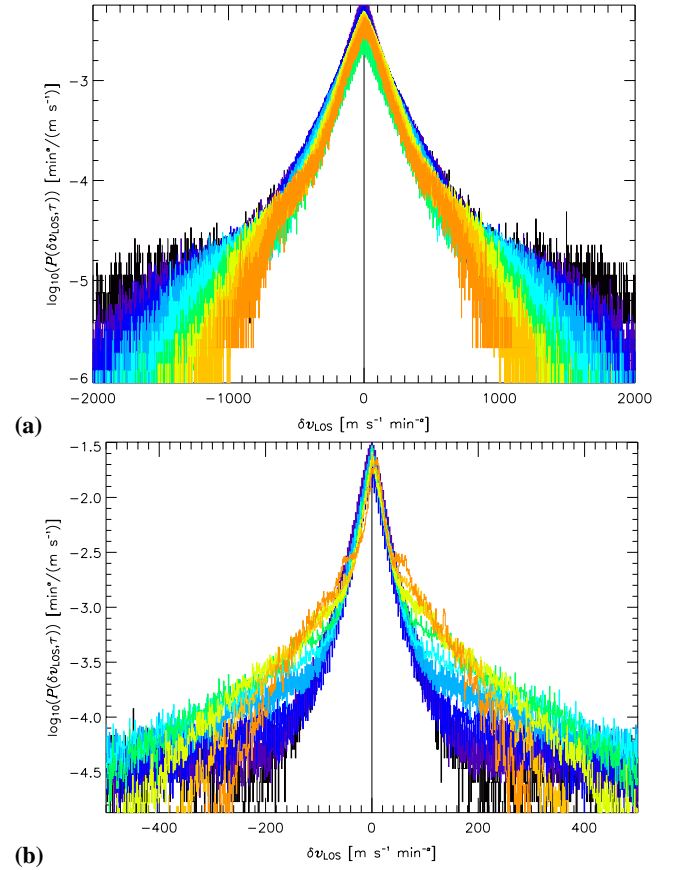 −3
−4
−5
−6
log₁₀(P(δv_LOS,τ)) [min^α/(m s⁻¹)]
−2000 −1000 0 1000 2000
(a) δv_LOS [m s⁻¹ min⁻ᵅ]
−1.5
−2.0
−2.5
−3.0
−3.5
−4.0
−4.5
log₁₀(P(δv_LOS,τ)) [min^α/(m s⁻¹)]
−400 −200 0 200 400
(b) δv_LOS [m s⁻¹ min⁻ᵅ]